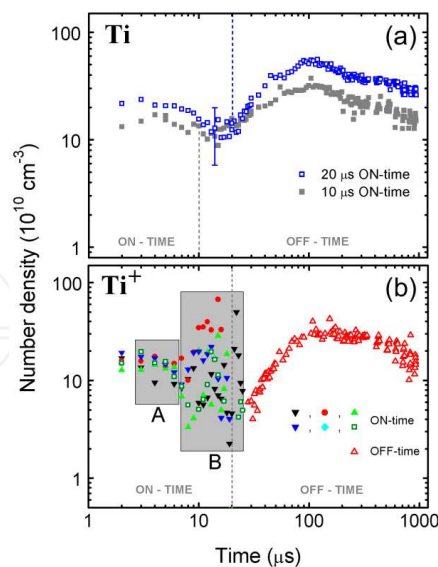 Ti
(a)
100
10
1
20 μs ON-time
10 μs ON-time
ON - TIME
OFF - TIME
Number density (10¹⁰ cm⁻³)
Ti⁺
(b)
100
10
1
A
B
ON-time
OFF-time
ON - TIME
OFF - TIME
1
10
100
1000
Time (μs)